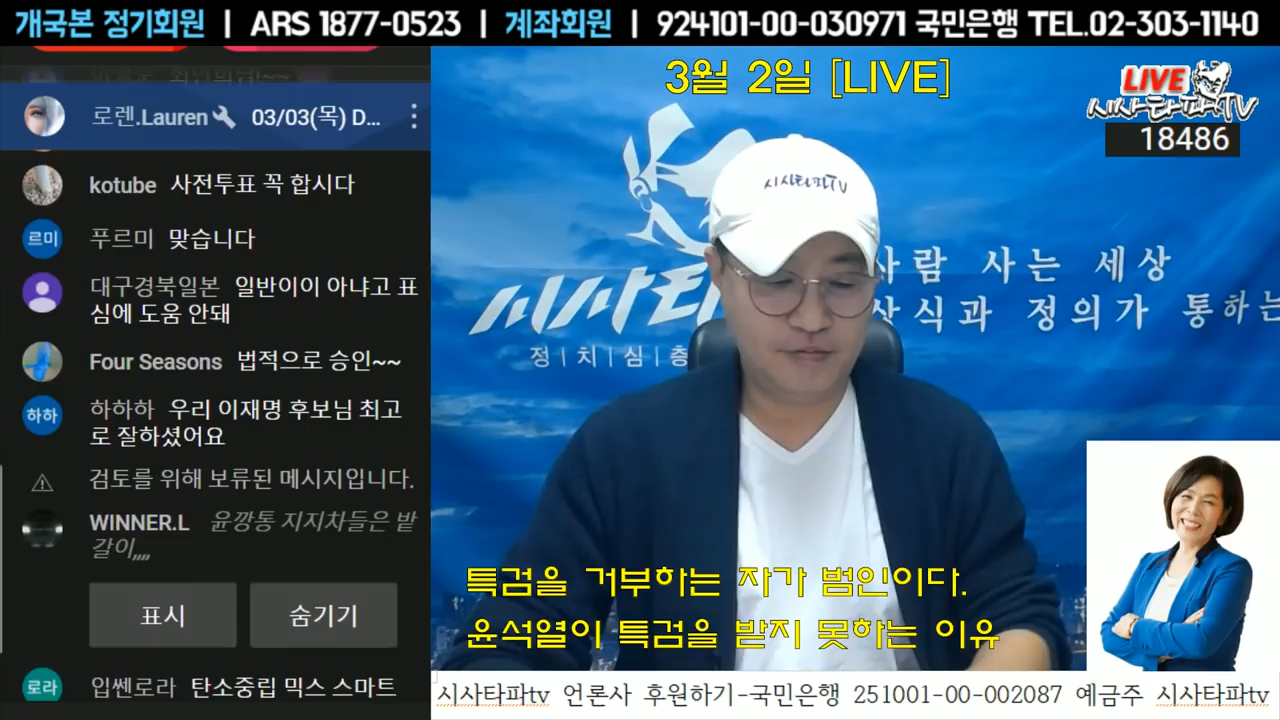 개국본 정기회원 | ARS 1877-0523 | 계좌회원 | 924101-00-030971 국민은행 TEL.02-303-1140
로렌.Lauren 03/03(목) D...
kotube 사전투표 꼭 합시다
르미 푸르미 맞습니다
대구경북일본 일반이이 아냐고 표
심에 도움 안돼
Four Seasons 법적으로 승인~~
하하 하하하 우리 이재명 후보님 최고
로 잘하셨어요
검토를 위해 보류된 메시지입니다.
WINNER.L 윤깡통 지지차들은 밭
갈이,,,,
표시 숨기기
로라 입쎈로라 탄소중립 믹스 스마트
3월 2일 [LIVE]
LIVE
시사타파TV
18486
시사타파TV
시사타
정|치|심|층
사람 사는 세상
상식과 정의가 통하는
특검을 거부하는 자가 범인이다.
윤석열이 특검을 받지 못하는 이유
시사타파tv 언론사 후원하기-국민은행 251001-00-002087 예금주 시사타파tv